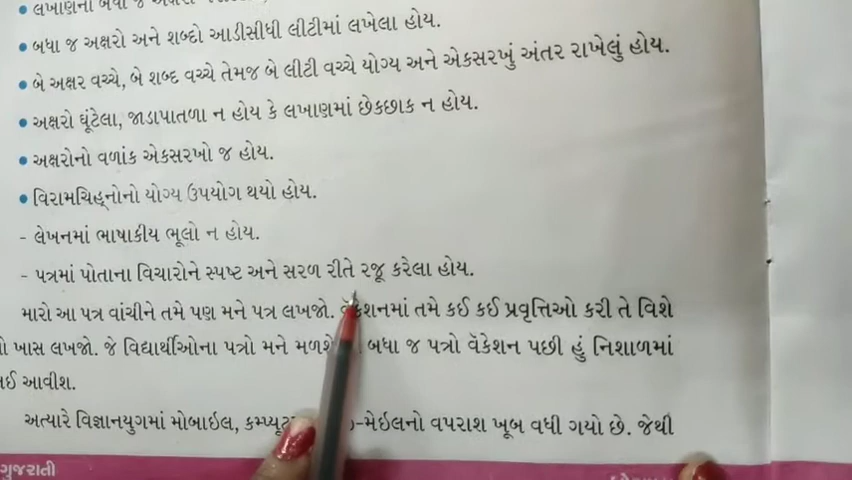 • લખાણના બધા જ
• બધા જ અક્ષરો અને શબ્દો આડીસીધી લીટીમાં લખેલા હોય.
• બે અક્ષર વચ્ચે, બે શબ્દ વચ્ચે તેમજ બે લીટી વચ્ચે યોગ્ય અને એકસરખું અંતર રાખેલું હોય.
• અક્ષરો ઘૂંટેલા, જાડાપાતળા ન હોય કે લખાણમાં છેકછાક ન હોય.
• અક્ષરોનો વળાંક એકસરખો જ હોય.
• વિરામચિહ્નોનો યોગ્ય ઉપયોગ થયો હોય.
- લેખનમાં ભાષાકીય ભૂલો ન હોય.
- પત્રમાં પોતાના વિચારોને સ્પષ્ટ અને સરળ રીતે રજૂ કરેલા હોય.
મારો આ પત્ર વાંચીને તમે પણ મને પત્ર લખજો. વૅકેશનમાં તમે કઈ કઈ પ્રવૃત્તિઓ કરી તે વિશે
ખાસ લખજો. જે વિદ્યાર્થીઓના પત્રો મને બધા જ પત્રો વૅકેશન પછી હું નિશાળમાં
આવીશ.
અત્યારે વિજ્ઞાનયુગમાં મોબાઇલ, -મેઇલનો વપરાશ ખૂબ વધી ગયો છે. જેથી
ગુજરાતી